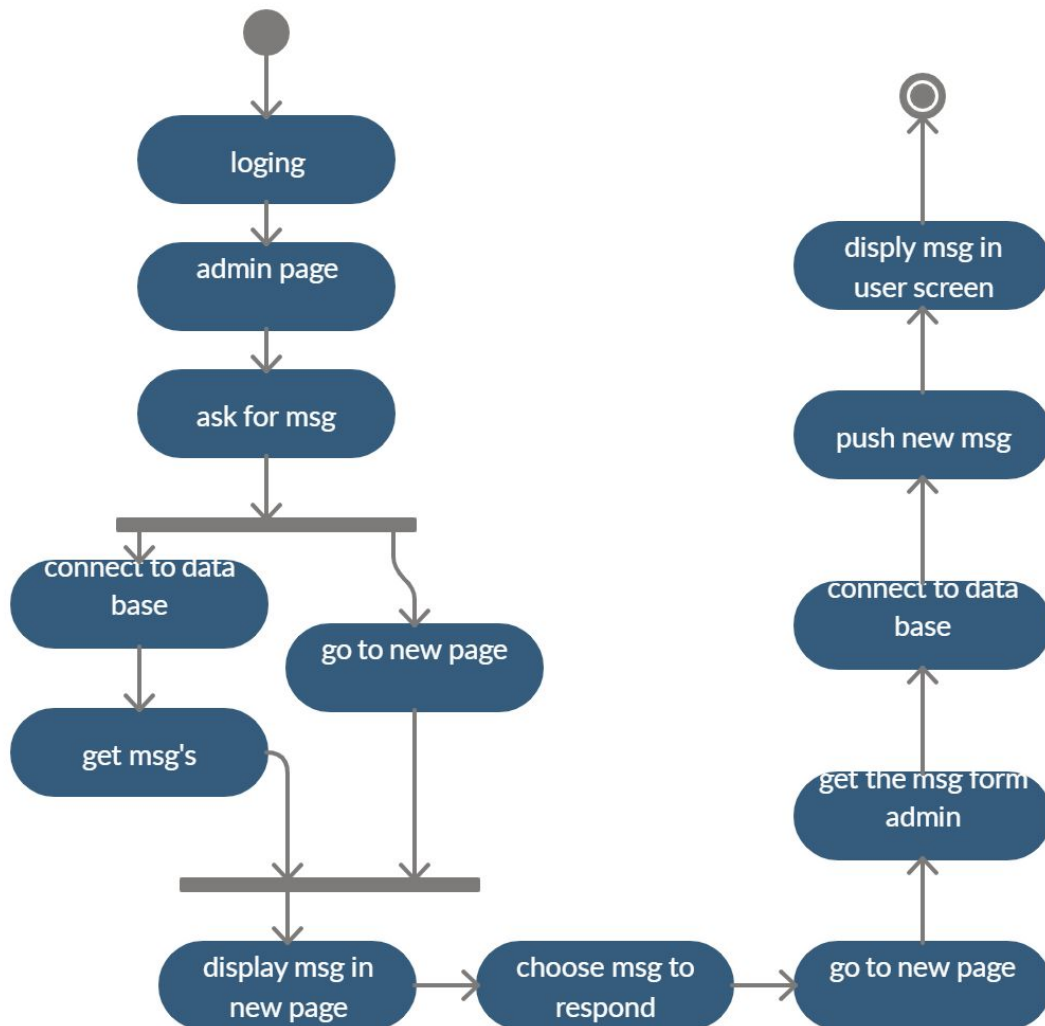 loging
admin page
ask for msg
connect to data
base
go to new page
get msg's
display msg in
new page
choose msg to
respond
go to new page
get the msg form
admin
connect to data
base
push new msg
disply msg in
user screen